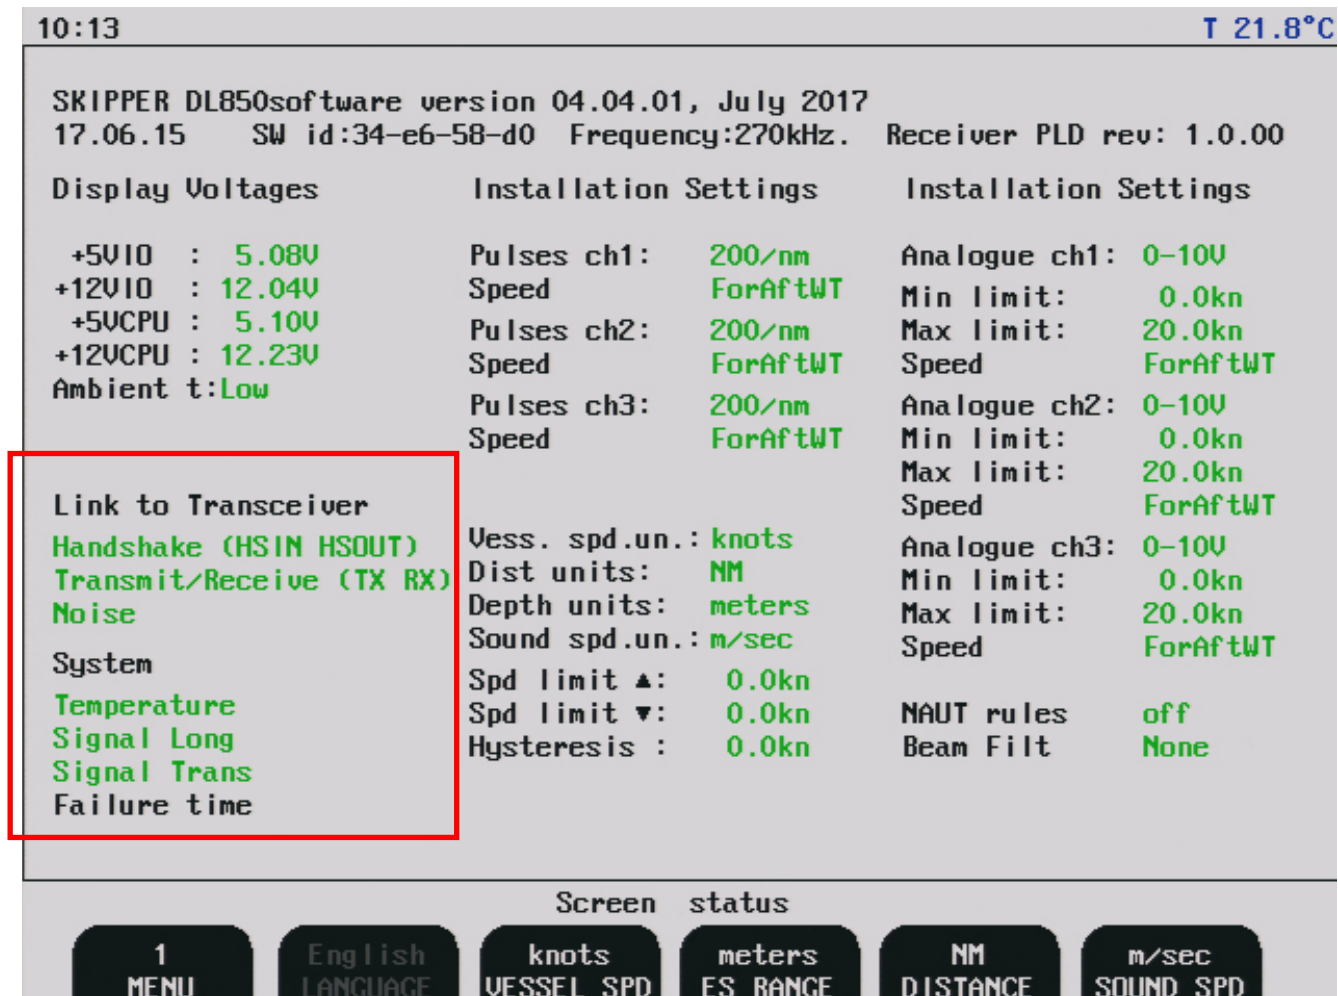 10:13 T 21.8°C
SKIPPER DL850software version 04.04.01, July 2017
17.06.15 SW id:34-e6-58-d0 Frequency:270kHz. Receiver PLD rev: 1.0.00
Display Voltages
+5VIO : 5.08V
+12VIO : 12.04V
+5VCPU : 5.10V
+12VCPU : 12.23V
Ambient t:Low
Link to Transceiver
Handshake (HSIN HSOUT)
Transmit/Receive (TX RX)
Noise
System
Temperature
Signal Long
Signal Trans
Failure time
Installation Settings
Pulses ch1: 200/nm
Speed ForAftWT
Pulses ch2: 200/nm
Speed ForAftWT
Pulses ch3: 200/nm
Speed ForAftWT
Vess. spd.un.: knots
Dist units: NM
Depth units: meters
Sound spd.un.: m/sec
Spd limit ▲: 0.0kn
Spd limit ▼: 0.0kn
Hysteresis : 0.0kn
Installation Settings
Analogue ch1: 0-10V
Min limit: 0.0kn
Max limit: 20.0kn
Speed ForAftWT
Analogue ch2: 0-10V
Min limit: 0.0kn
Max limit: 20.0kn
Speed ForAftWT
Analogue ch3: 0-10V
Min limit: 0.0kn
Max limit: 20.0kn
Speed ForAftWT
NAUT rules off
Beam Filt None
Screen status
1 English knots meters NM m/sec
MENU LANGUAGE VESSEL SPD ES RANGE DISTANCE SOUND SPD